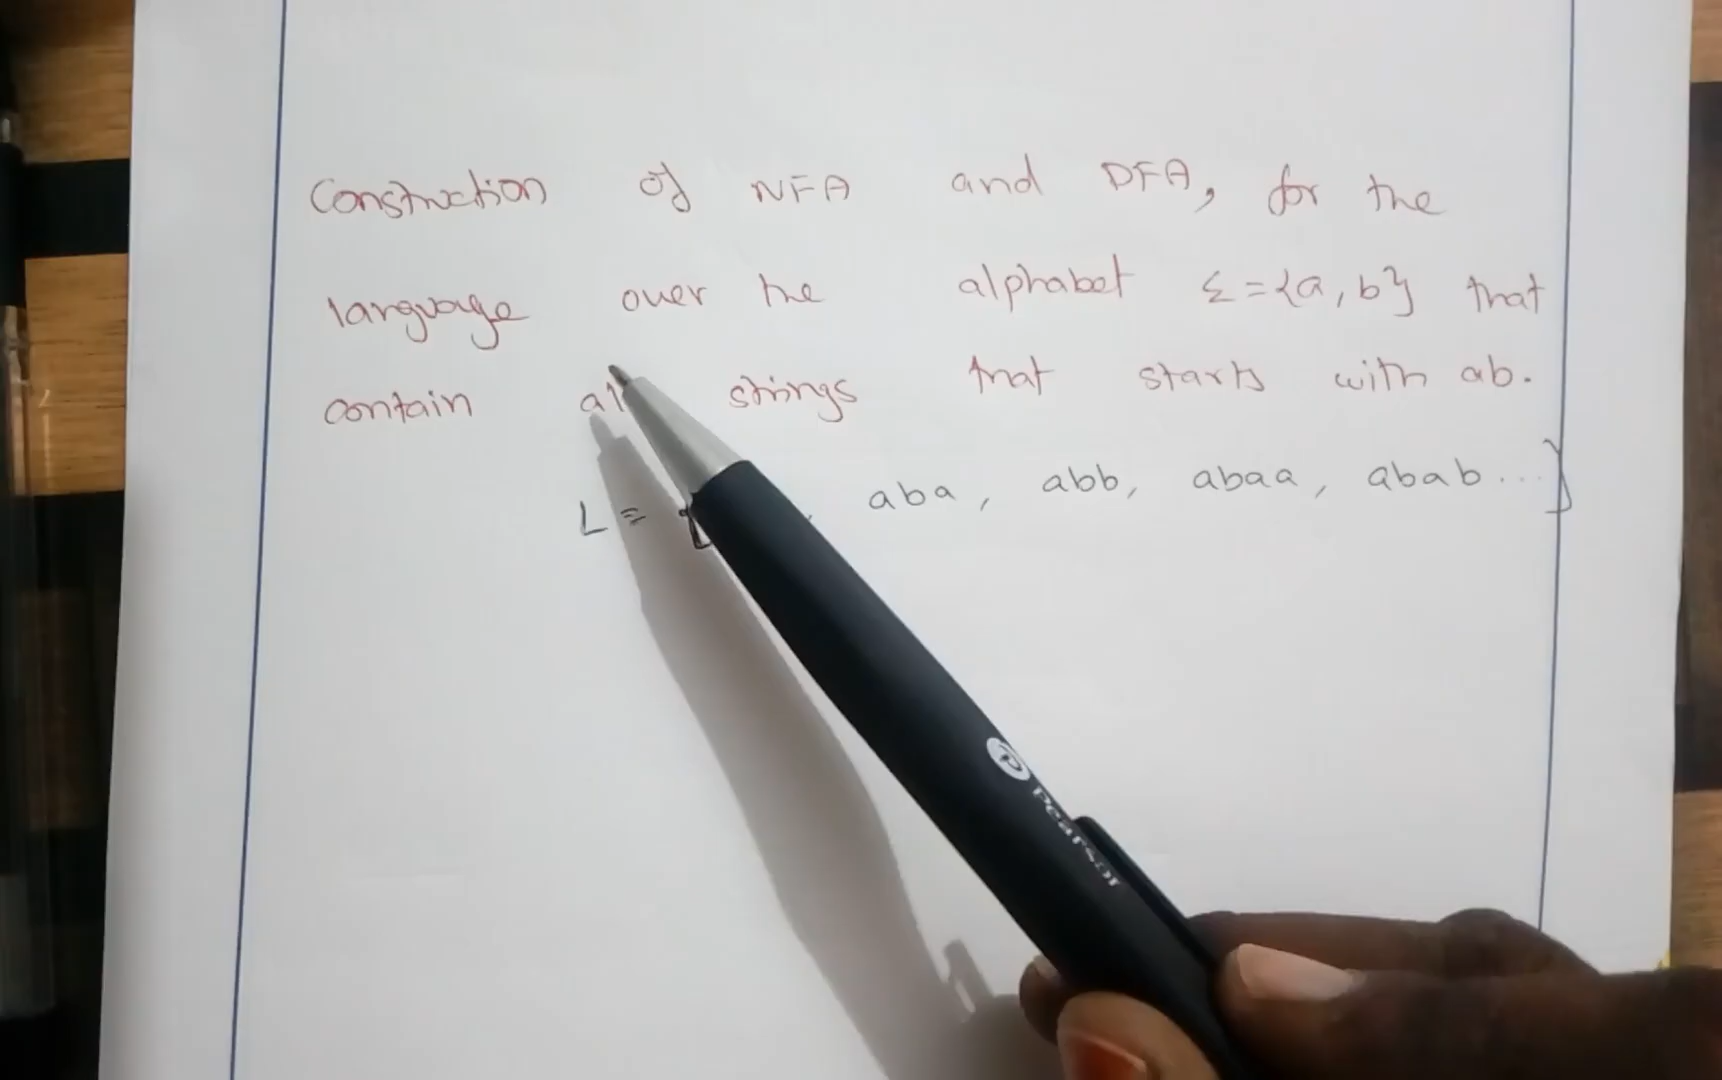 Construction of NFA and DFA, for the
language over the alphabet Σ={a,b} that
contain strings that starts with ab.
L = { , aba, abb, abaa, abab...}
Pearson